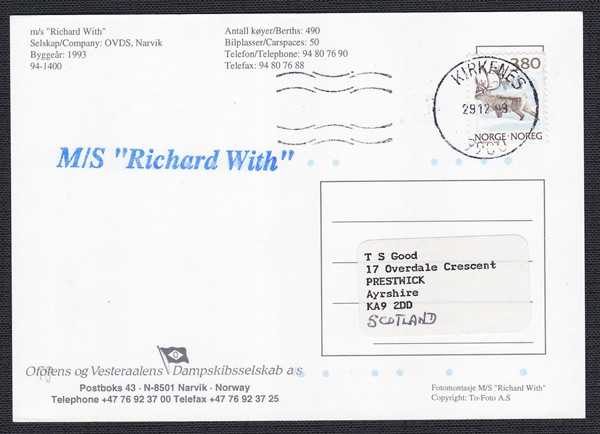 m/s "Richard With"
Selskap/Company: OVDS, Narvik
Byggeår: 1993
94-1400
Antall køyer/Berths: 490
Bilplasser/Carspaces: 50
Telefon/Telephone: 94 80 76 90
Telefax: 94 80 76 88
380
KIRKENES
29.12.93
NORGE·NOREG
9900
M/S "Richard With"
T S Good
17 Overdale Crescent
PRESTWICK
Ayrshire
KA9 2DD
SCOTLAND
Ofotens og Vesteraalens Dampskibsselskab a/s
Postboks 43 - N-8501 Narvik - Norway
Telephone +47 76 92 37 00 Telefax +47 76 92 37 25
Fotomontasje M/S "Richard With"
Copyright: To-Foto A.S